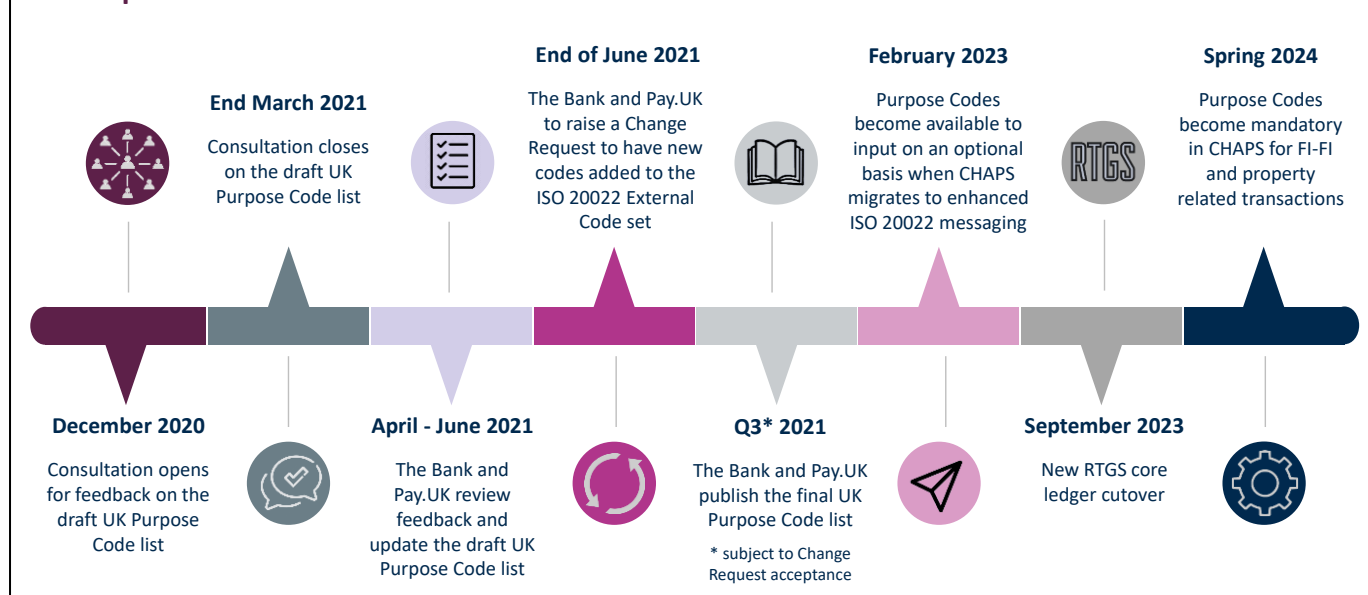 December 2020
Consultation opens
for feedback on the
draft UK Purpose
Code list
End March 2021
Consultation closes
on the draft UK
Purpose Code list
April - June 2021
The Bank and
Pay.UK review
feedback and
update the draft UK
Purpose Code list
End of June 2021
The Bank and Pay.UK
to raise a Change
Request to have new
codes added to the
ISO 20022 External
Code set
Q3* 2021
The Bank and Pay.UK
publish the final UK
Purpose Code list
* subject to Change
Request acceptance
February 2023
Purpose Codes
become available to
input on an optional
basis when CHAPS
migrates to enhanced
ISO 20022 messaging
RTGS
September 2023
New RTGS core
ledger cutover
Spring 2024
Purpose Codes
become mandatory
in CHAPS for FI-FI
and property
related transactions